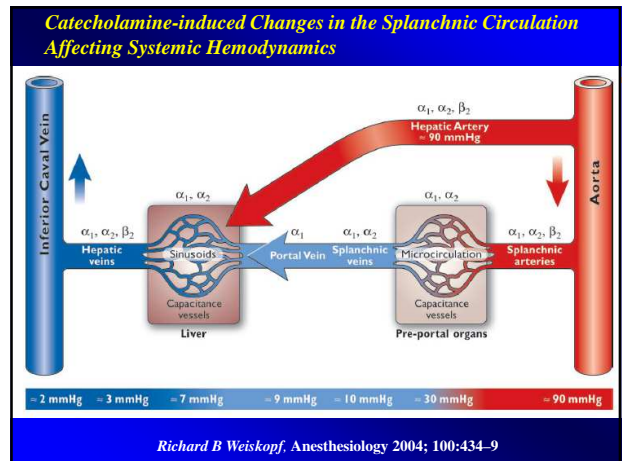 Catecholamine-induced Changes in the Splanchnic Circulation
Affecting Systemic Hemodynamics
Inferior Caval Vein
Aorta
α₁, α₂, β₂
Hepatic Artery
≈ 90 mmHg
α₁, α₂
α₁, α₂
α₁, α₂, β₂
Hepatic
veins
Sinusoids
Capacitance
vessels
Liver
α₁
Portal Vein
α₁, α₂
Splanchnic
veins
Microcirculation
Capacitance
vessels
Pre-portal organs
α₁, α₂, β₂
Splanchnic
arteries
≈ 2 mmHg ≈ 3 mmHg ≈ 7 mmHg ≈ 9 mmHg ≈ 10 mmHg ≈ 30 mmHg ≈ 90 mmHg
Richard B Weiskopf, Anesthesiology 2004; 100:434–9